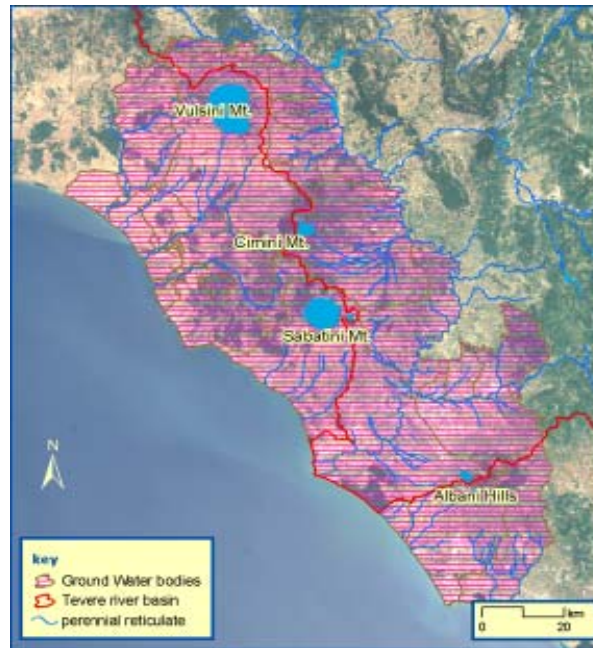 Vulsini Mt.
Cimini Mt.
Sabatini Mt.
Albani Hills
N
key
Ground Water bodies
Tevere river basin
perennial reticulate
km
0 20